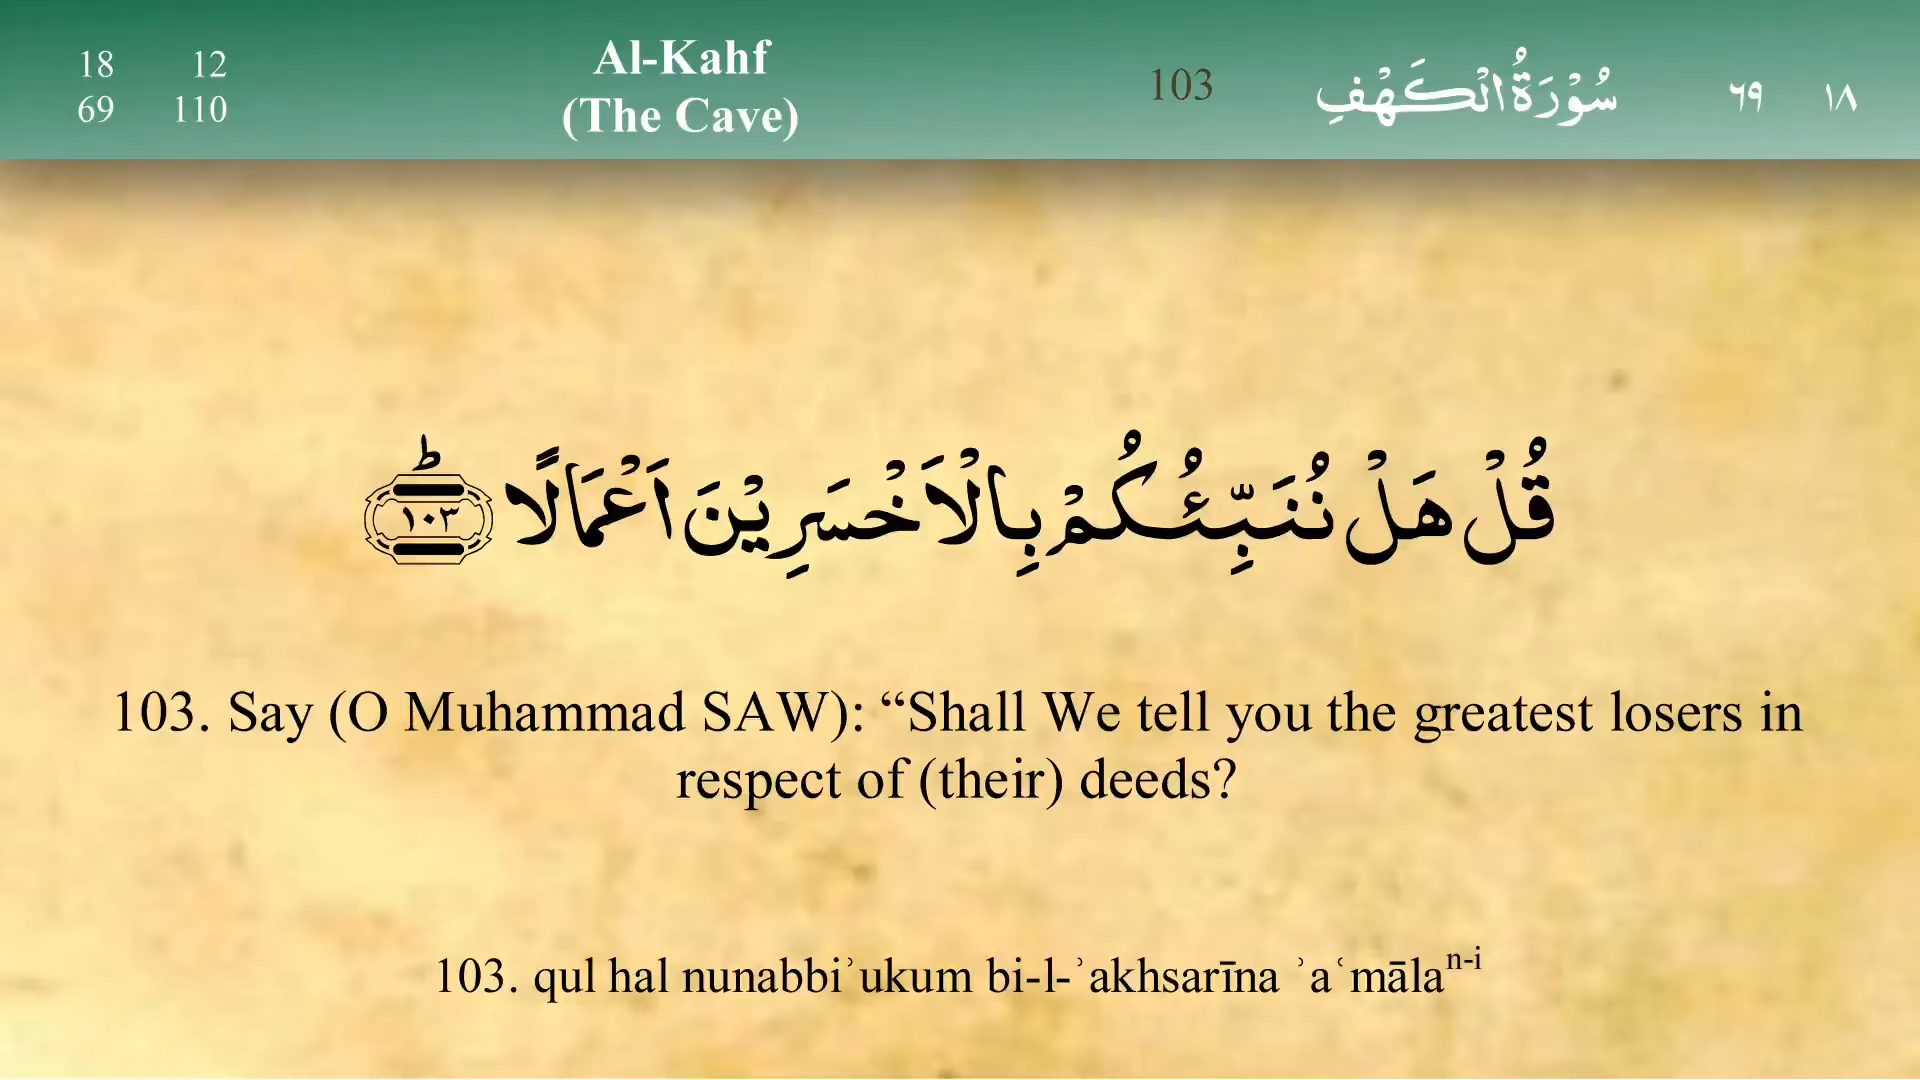 18 12
69 110
Al-Kahf
(The Cave)
103
سُوْرَةُ الْكَهْفِ
٦٩ ١٨
قُلْ هَلْ نُنَبِّئُكُمْ بِالْاَخْسَرِيْنَ اَعْمَالًا ؕ ١٠٣
103. Say (O Muhammad SAW): “Shall We tell you the greatest losers in
respect of (their) deeds?
103. qul hal nunabbiʾukum bi-l-ʾakhsarīna ʾaʿmālaⁿ⁻ⁱ